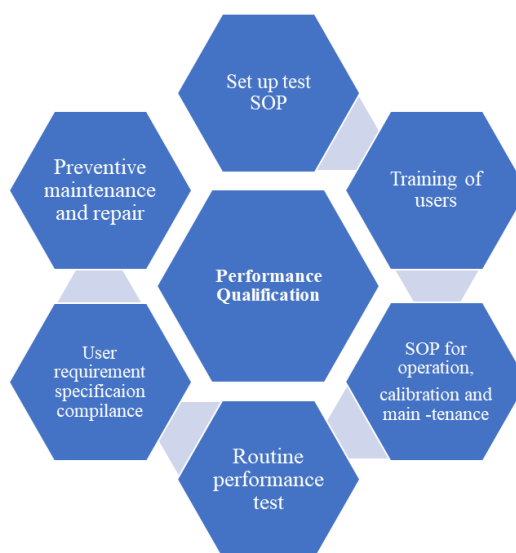 Set up test
SOP
Training of
users
SOP for
operation,
calibration and
main -tenance
Routine
performance
test
User
requirement
specificaion
compilance
Preventive
maintenance
and repair
Performance
Qualification